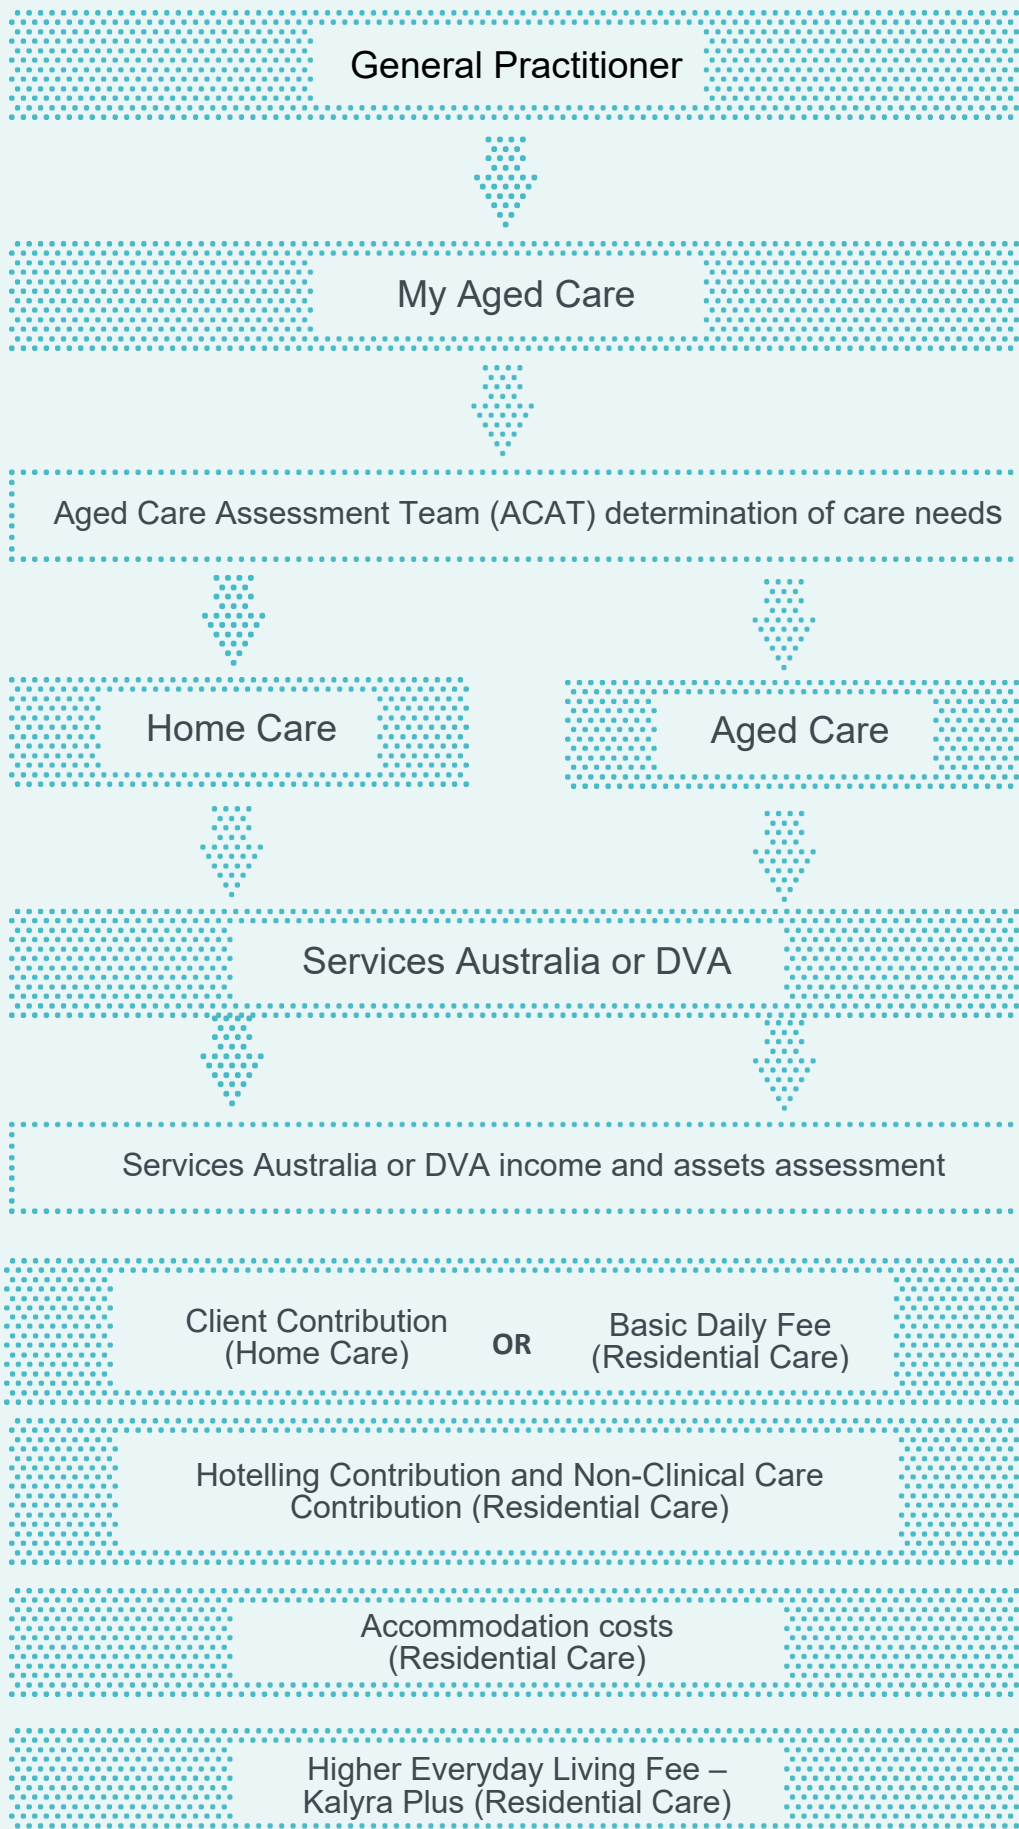 General Practitioner
My Aged Care
Aged Care Assessment Team (ACAT) determination of care needs
Home Care
Aged Care
Services Australia or DVA
Services Australia or DVA income and assets assessment
Client Contribution
(Home Care)
OR
Basic Daily Fee
(Residential Care)
Hotelling Contribution and Non-Clinical Care
Contribution (Residential Care)
Accommodation costs
(Residential Care)
Higher Everyday Living Fee –
Kalyra Plus (Residential Care)